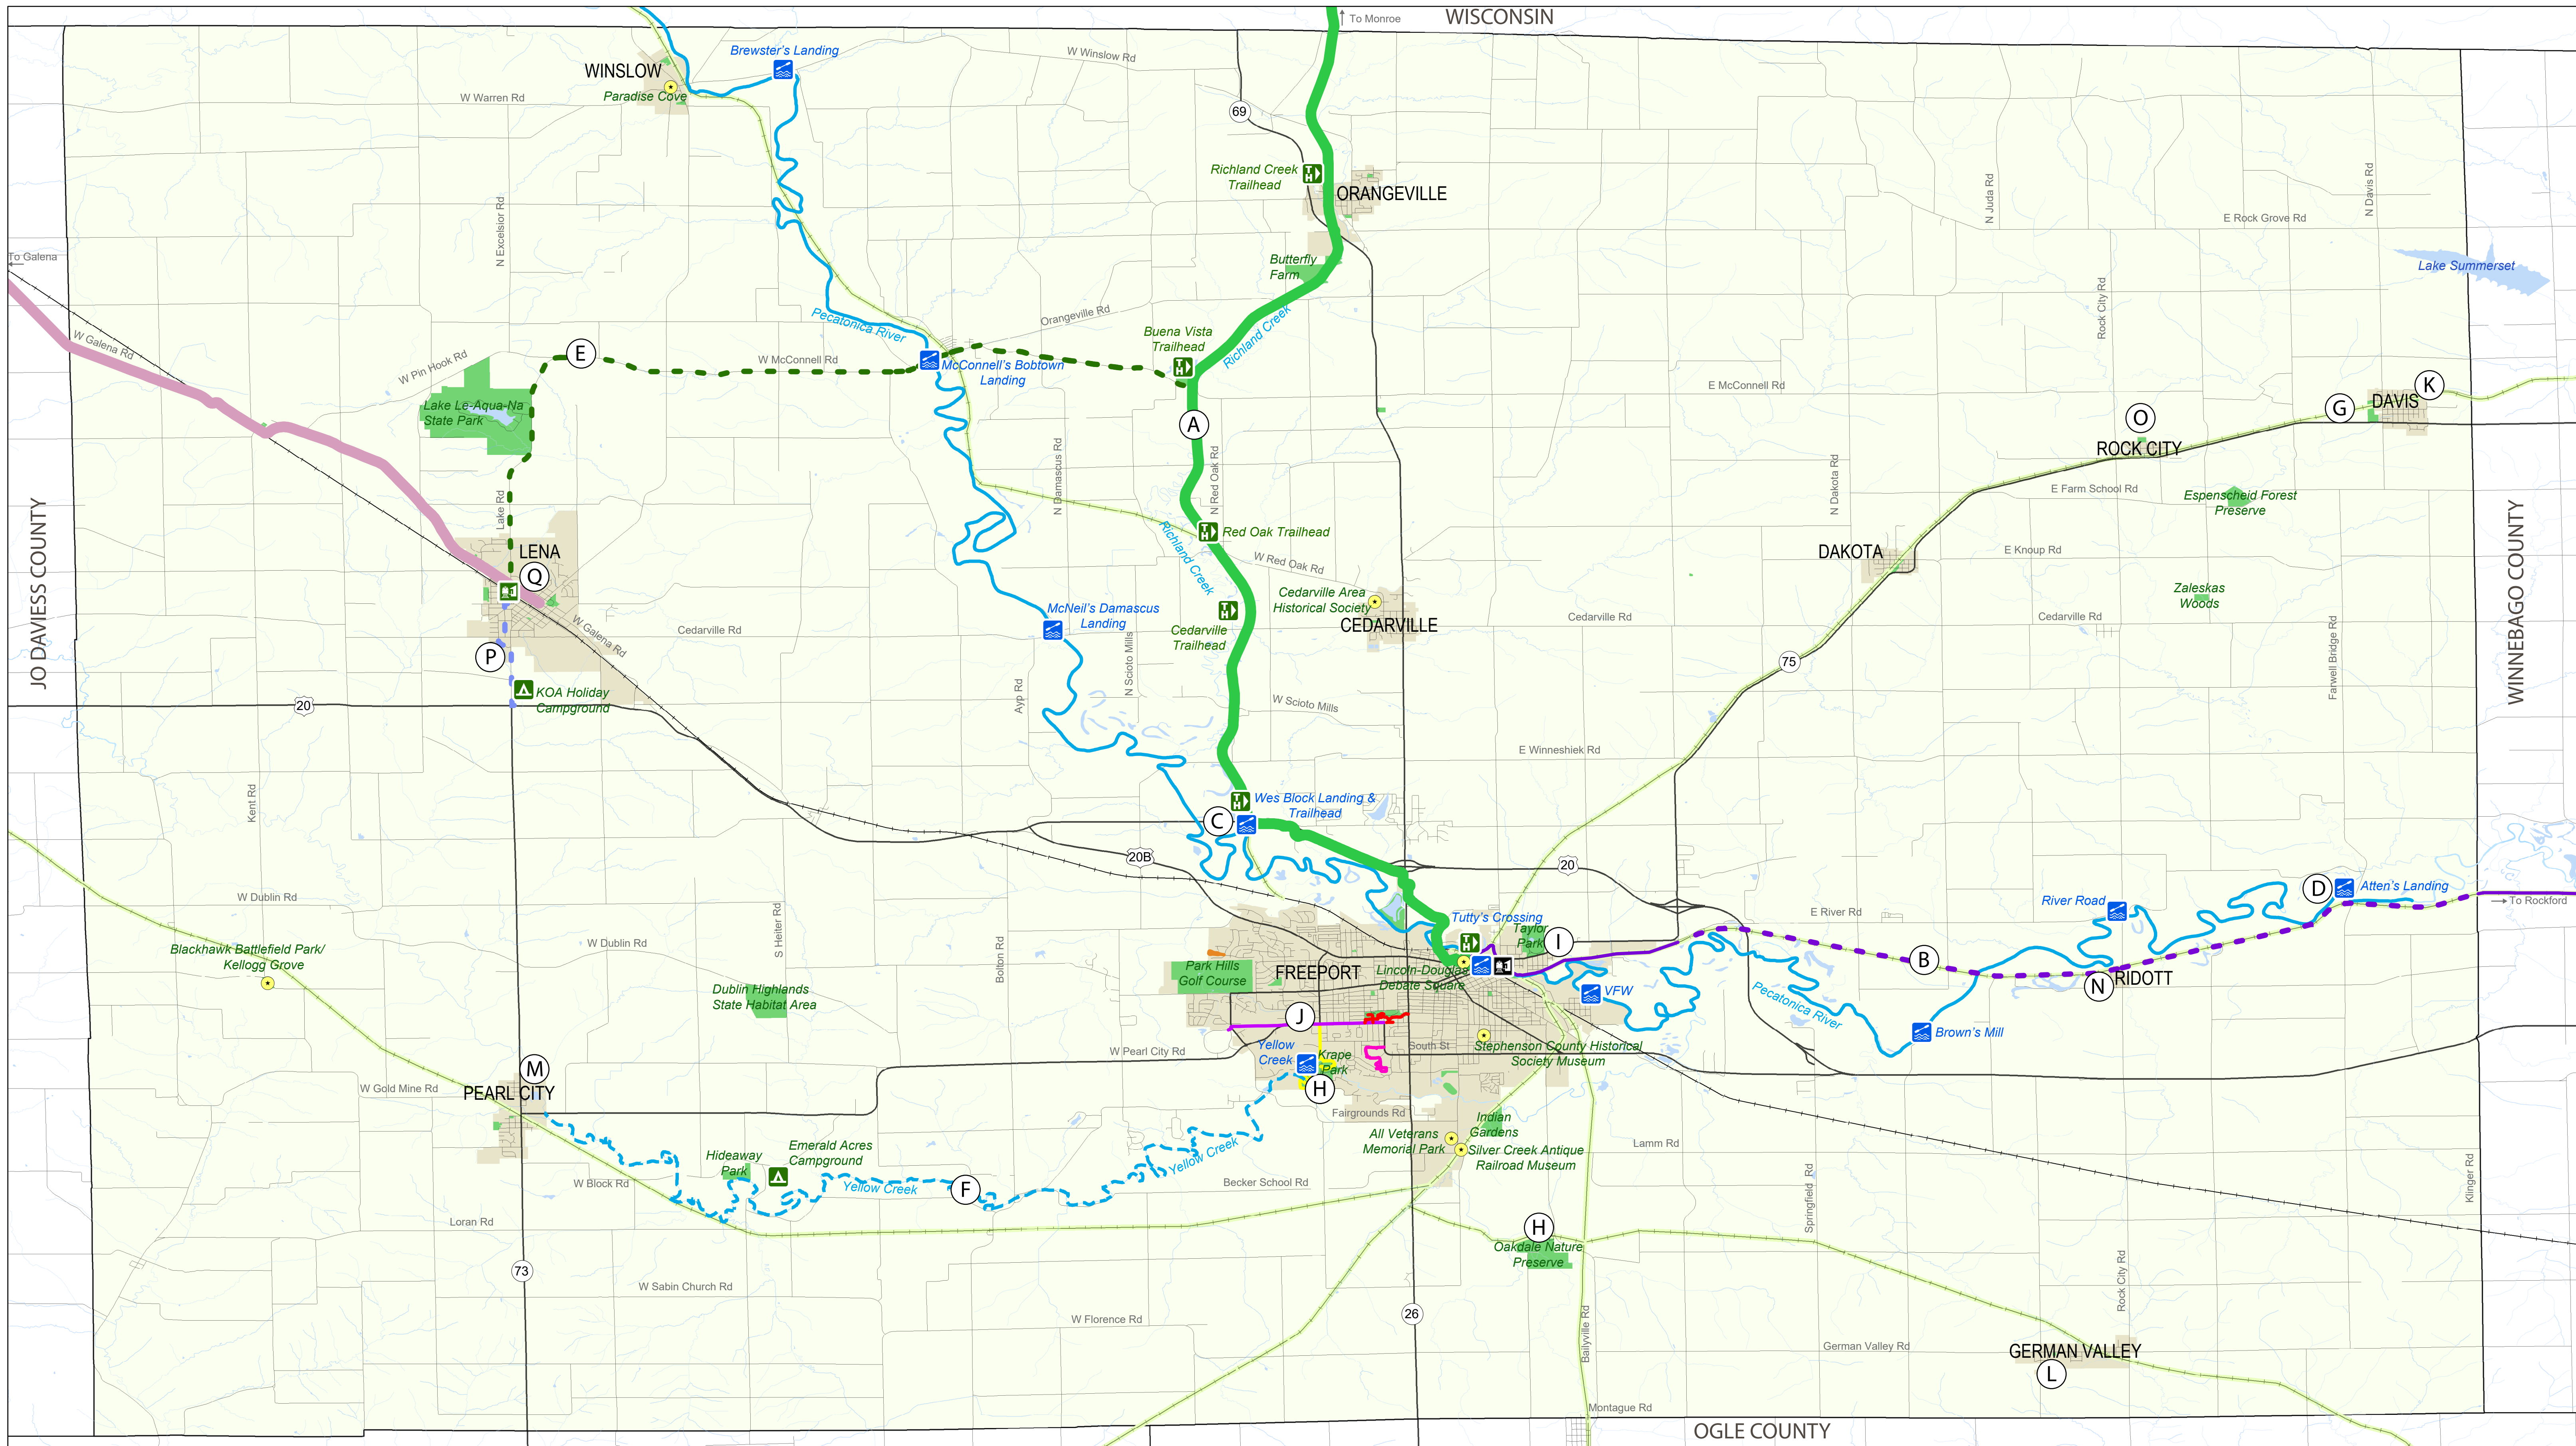 To Monroe
WISCONSIN
Brewster's Landing
WINSLOW
Paradise Cove
W Winslow Rd
W Warren Rd
69
N Excelsior Rd
Richland Creek
Trailhead
ORANGEVILLE
N Juda Rd
N Davis Rd
E Rock Grove Rd
To Galena
Butterfly
Farm
Lake Summerset
Rock City Rd
Pecatonica River
Orangeville Rd
Buena Vista
Trailhead
Richland Creek
W Galena Rd
W Pin Hook Rd
E
W McConnell Rd
McConnell's Bobtown
Landing
E McConnell Rd
K
Lake Le-Aqua-Na
State Park
A
G
DAVIS
O
ROCK CITY
N Damascus Rd
N Red Oak Rd
N Dakota Rd
E Farm School Rd
Espenscheid Forest
Preserve
Lake Rd
JO DAVIESS COUNTY
WINNEBAGO COUNTY
Richland Creek
TH
Red Oak Trailhead
W Red Oak Rd
LENA
Q
DAKOTA
E Knoup Rd
Zaleskas
Woods
Cedarville Area
Historical Society
CEDARVILLE
McNeil's Damascus
Landing
Cedarville
Trailhead
Cedarville Rd
Cedarville Rd
Cedarville Rd
W Galena Rd
P
N Scioto Mills
Farwell Bridge Rd
75
KOA Holiday
Campground
20
Ayp Rd
W Scioto Mills
E Winneshiek Rd
Kent Rd
Wes Block Landing &
Trailhead
C
20B
20
W Dublin Rd
D
Atten's Landing
River Road
E River Rd
To Rockford
S Heiter Rd
Bolton Rd
Tutty's Crossing
Taylor
Park
I
W Dublin Rd
Blackhawk Battlefield Park/
Kellogg Grove
Park Hills
Golf Course
FREEPORT
Lincoln-Douglas
Debate Square
B
N
RIDOTT
VFW
Dublin Highlands
State Habitat Area
Pecatonica River
Brown's Mill
J
South St
Stephenson County Historical
Society Museum
W Pearl City Rd
Yellow
Creek
Krape
Park
H
M
PEARL CITY
W Gold Mine Rd
Fairgrounds Rd
Indian
Gardens
All Veterans
Memorial Park
Silver Creek Antique
Railroad Museum
Lamm Rd
Emerald Acres
Campground
Hideaway
Park
Yellow Creek
Yellow Creek
F
W Block Rd
Becker School Rd
Springfield Rd
Klinger Rd
Loran Rd
H
Oakdale Nature
Preserve
73
W Sabin Church Rd
26
W Florence Rd
Bailyville Rd
Rock City Rd
German Valley Rd
GERMAN VALLEY
L
Montague Rd
OGLE COUNTY